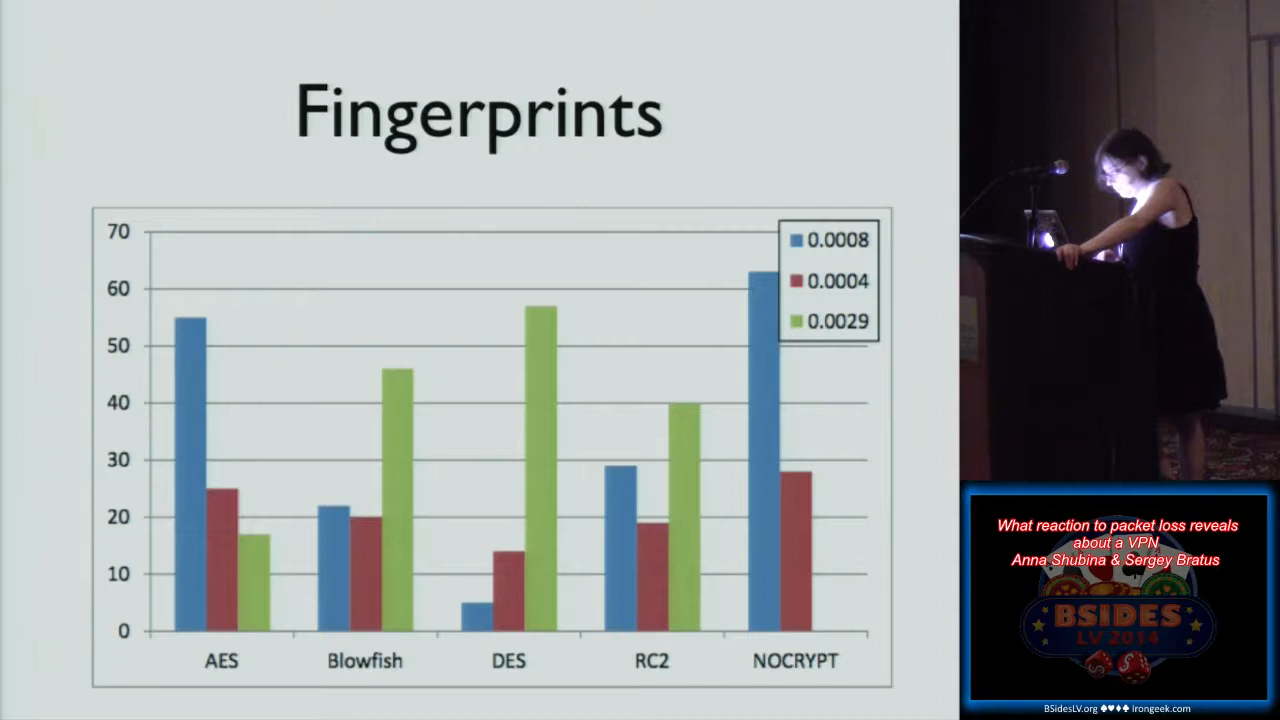 Fingerprints
70
60
50
40
30
20
10
0
0.0008
0.0004
0.0029
AES Blowfish DES RC2 NOCRYPT
What reaction to packet loss reveals
about a VPN
Anna Shubina & Sergey Bratus
BSIDES
LV 2014
BSidesLV.org ♠♥♦♣ Irongeek.com